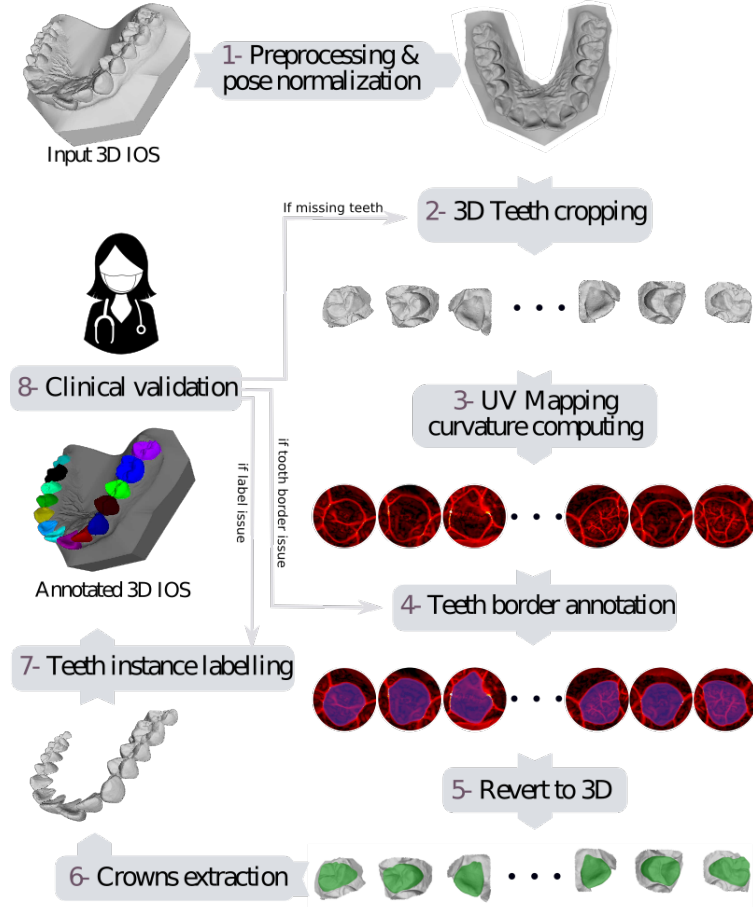 1- Preprocessing &
pose normalization
Input 3D IOS
If missing teeth
2- 3D Teeth cropping
8- Clinical validation
3- UV Mapping
curvature computing
if label issue
if tooth border issue
Annotated 3D IOS
4- Teeth border annotation
7- Teeth instance labelling
5- Revert to 3D
6- Crowns extraction